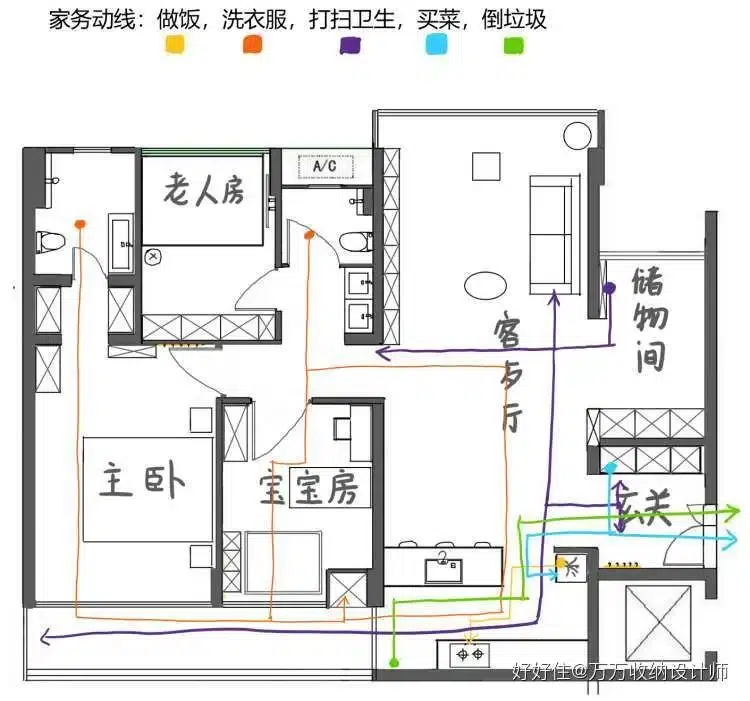 家务动线：做饭，洗衣服，打扫卫生，买菜，倒垃圾
A/C
老人房
储物间
客与厅
主卧
宝宝房
玄关
冰
好好住@万万收纳设计师